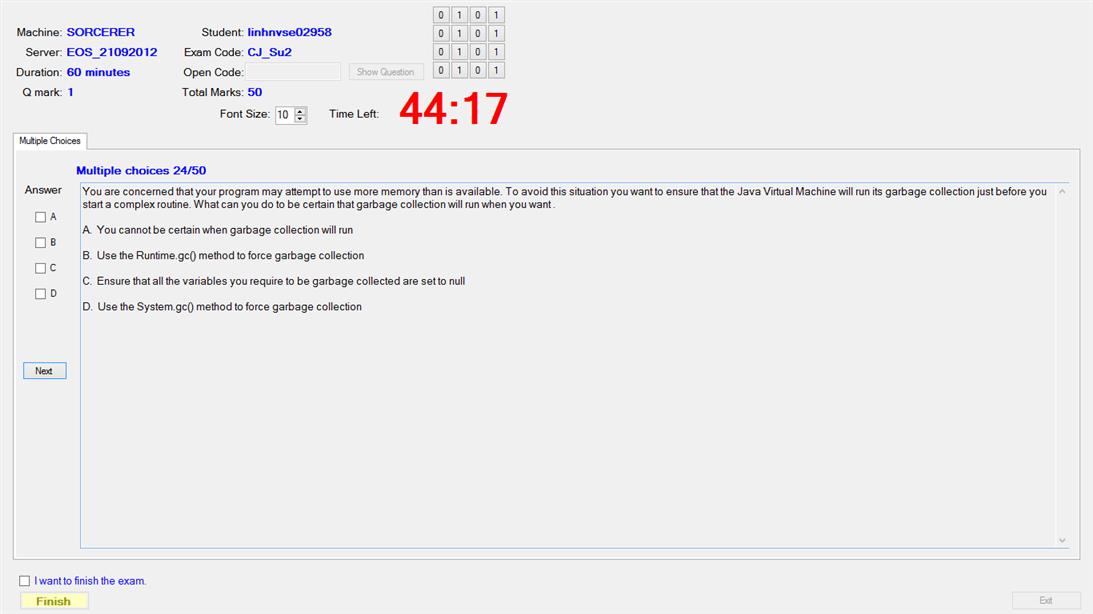 Machine: SORCERER
Server: EOS_21092012
Duration: 60 minutes
Q mark: 1
Student: linhnvse02958
Exam Code: CJ_Su2
Open Code:
Show Question
Total Marks: 50
0 1 0 1
0 1 0 1
0 1 0 1
0 1 0 1
Font Size: 10
Time Left: 44:17
Multiple Choices
Multiple choices 24/50
Answer
A
B
C
D
Next
You are concerned that your program may attempt to use more memory than is available. To avoid this situation you want to ensure that the Java Virtual Machine will run its garbage collection just before you
start a complex routine. What can you do to be certain that garbage collection will run when you want .
A. You cannot be certain when garbage collection will run
B. Use the Runtime.gc() method to force garbage collection
C. Ensure that all the variables you require to be garbage collected are set to null
D. Use the System.gc() method to force garbage collection
I want to finish the exam.
Finish
Exit